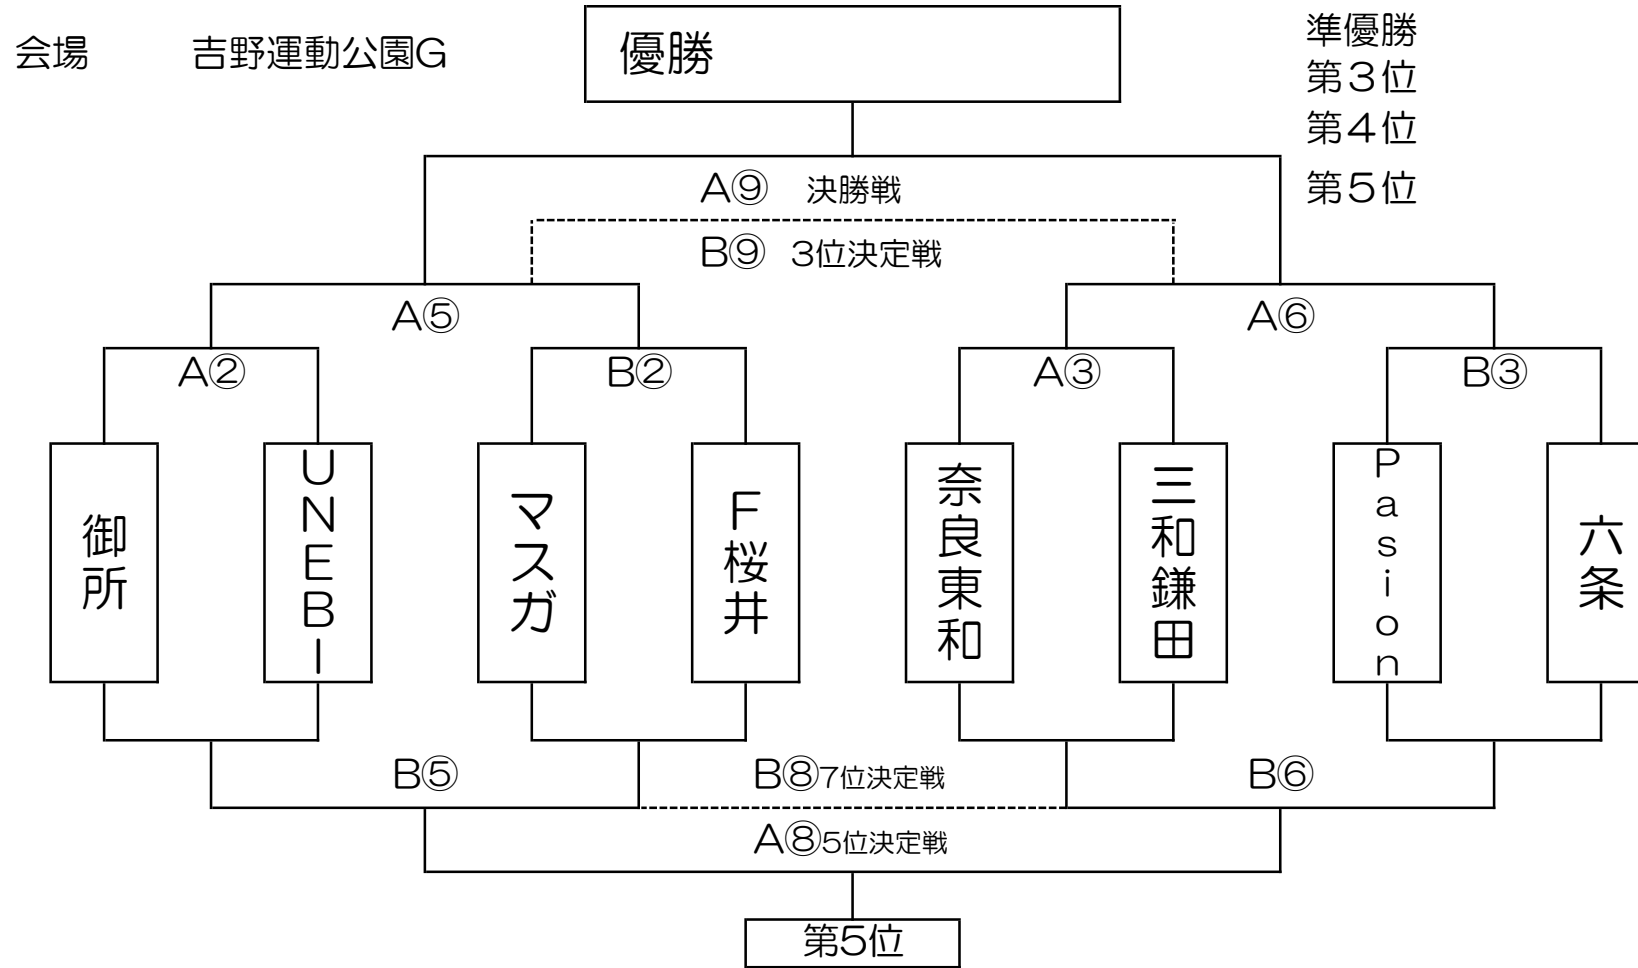 会場 吉野運動公園G
優勝
準優勝
第3位
第4位
第5位
A⑨ 決勝戦
B⑨ 3位決定戦
A⑤
A⑥
A②
B②
A③
B③
御所
UNEBI
マスガ
F桜井
奈良東和
三和鎌田
Pasion
六条
B⑤
B⑧7位決定戦
B⑥
A⑧5位決定戦
第5位